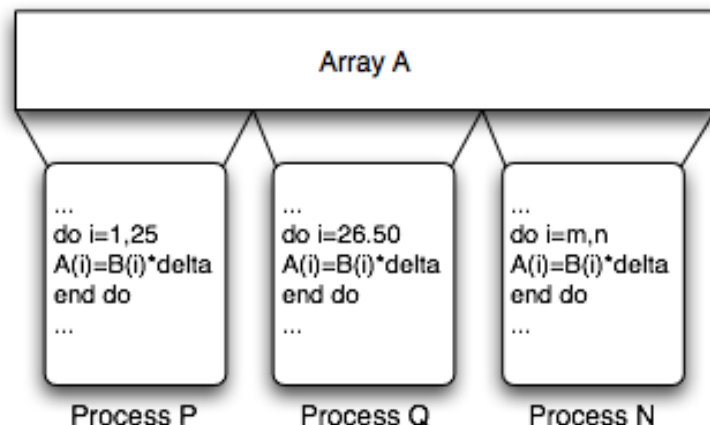 Array A
...
do i=1,25
A(i)=B(i)*delta
end do
...
...
do i=26.50
A(i)=B(i)*delta
end do
...
...
do i=m,n
A(i)=B(i)*delta
end do
...
Process P
Process Q
Process N